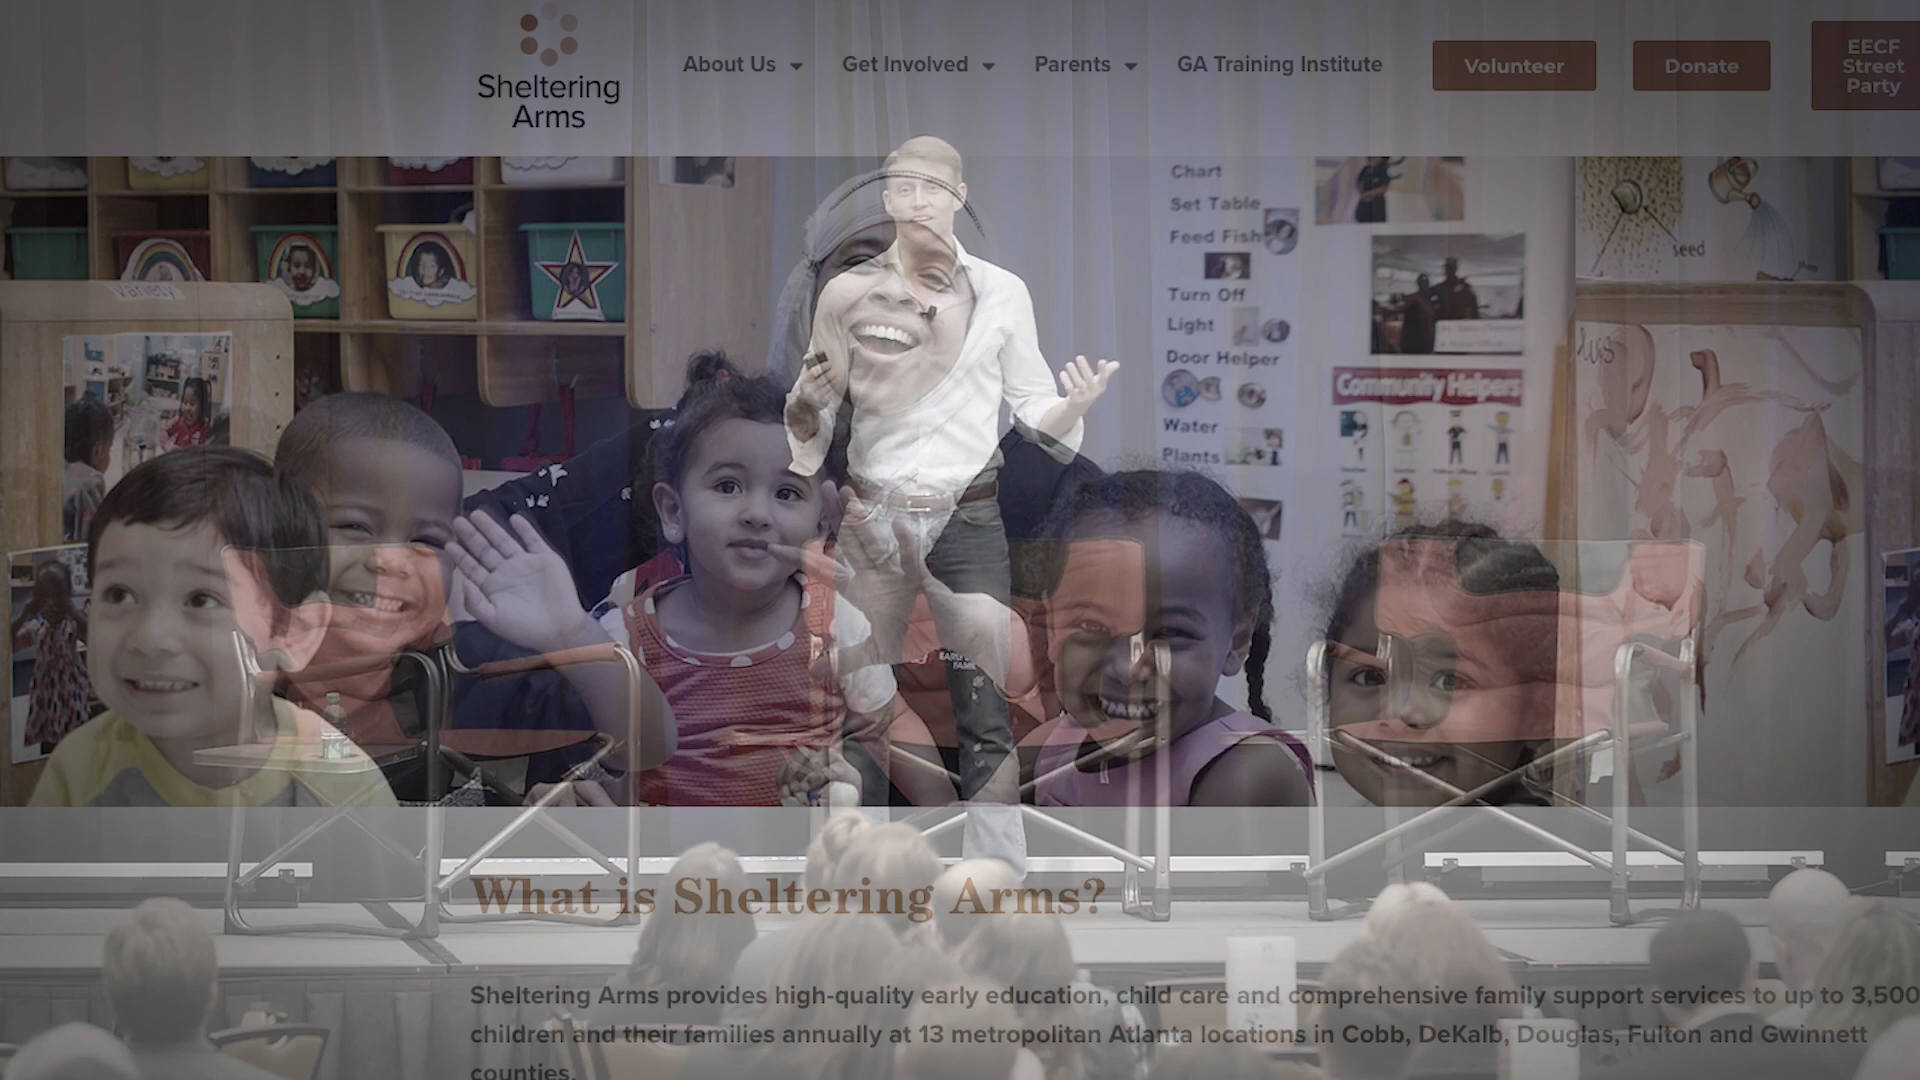 Sheltering
Arms
About Us
Get Involved
Parents
GA Training Institute
Volunteer
Donate
EECF
Street
Party
Chart
Set Table
Feed Fish
Turn Off
Light
Door Helper
Water
Plants
seed
variety
Community Helpers
What is Sheltering Arms?
Sheltering Arms provides high-quality early education, child care and comprehensive family support services to up to 3,500
children and their families annually at 13 metropolitan Atlanta locations in Cobb, DeKalb, Douglas, Fulton and Gwinnett
counties.